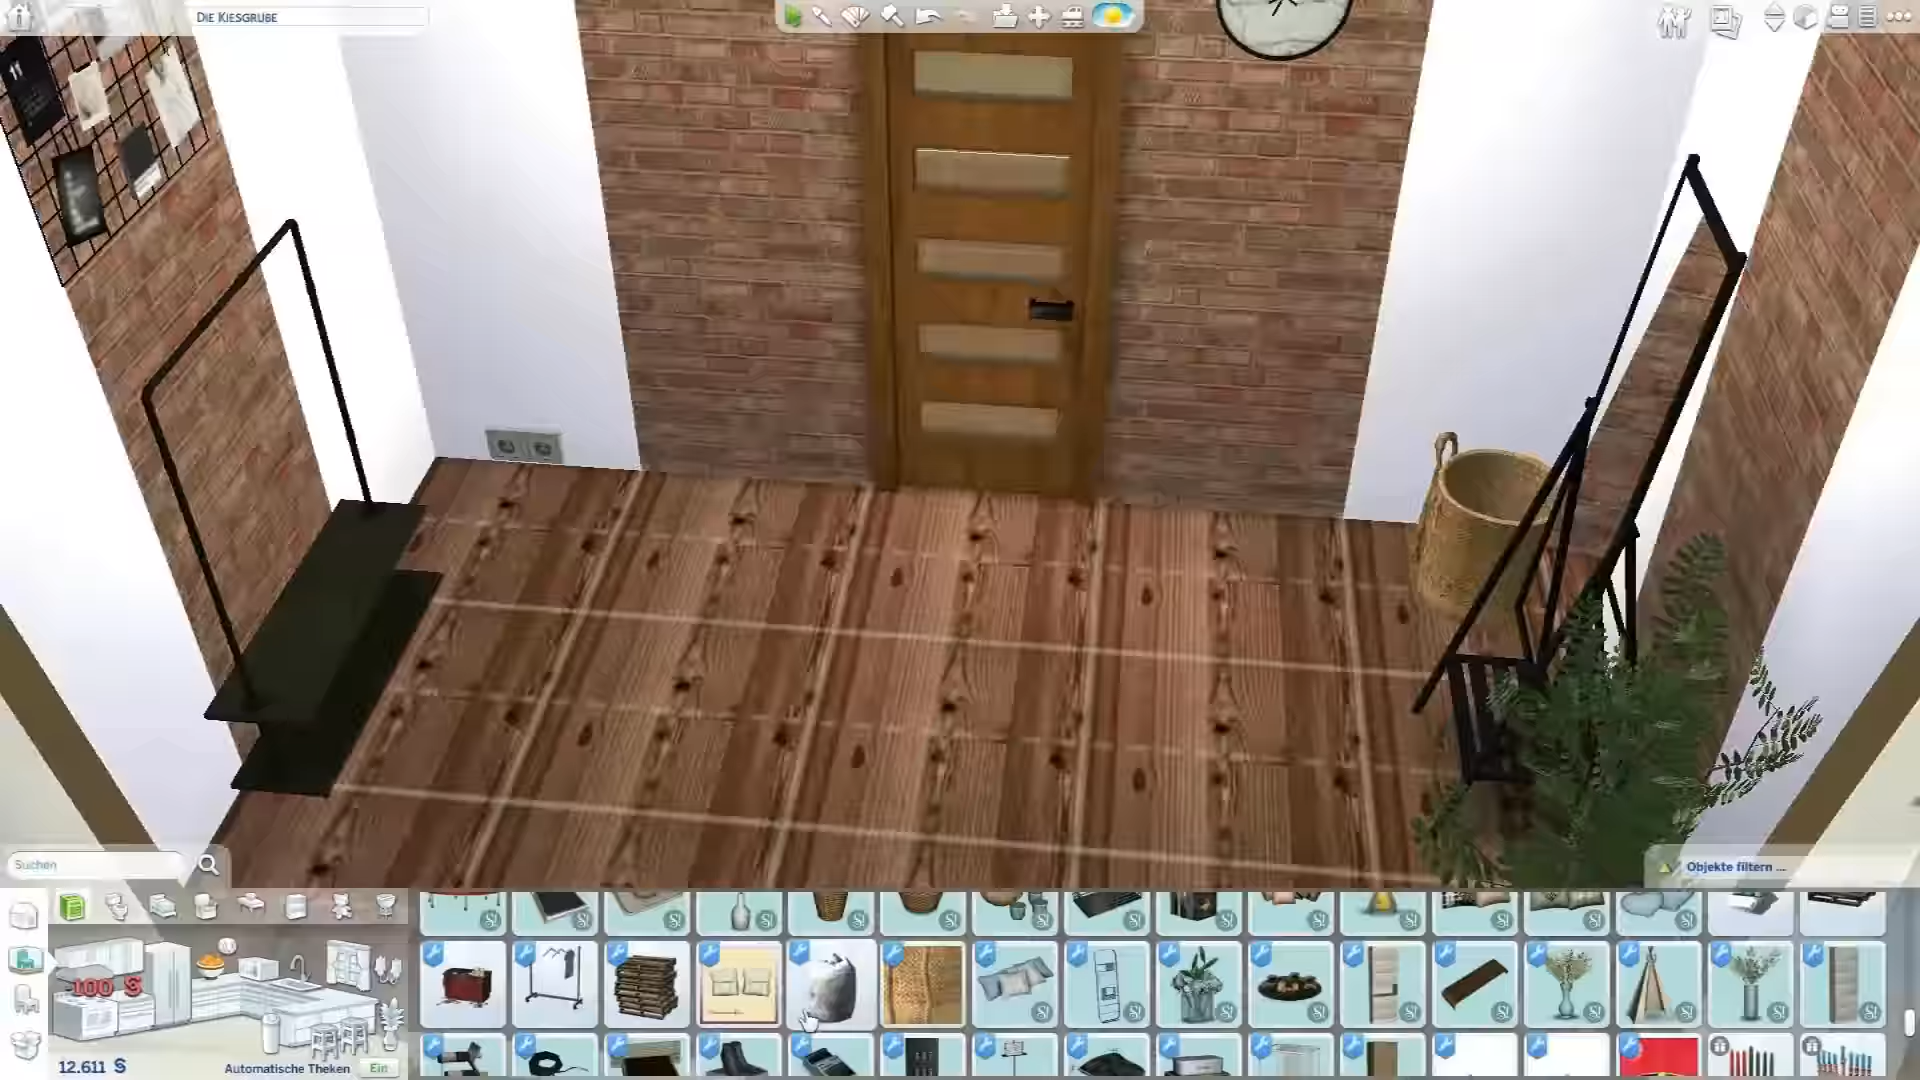 DIE KIESGRUBE
Suchen
Objekte filtern ...
100 §
12.611 §
Automatische Theken
Ein